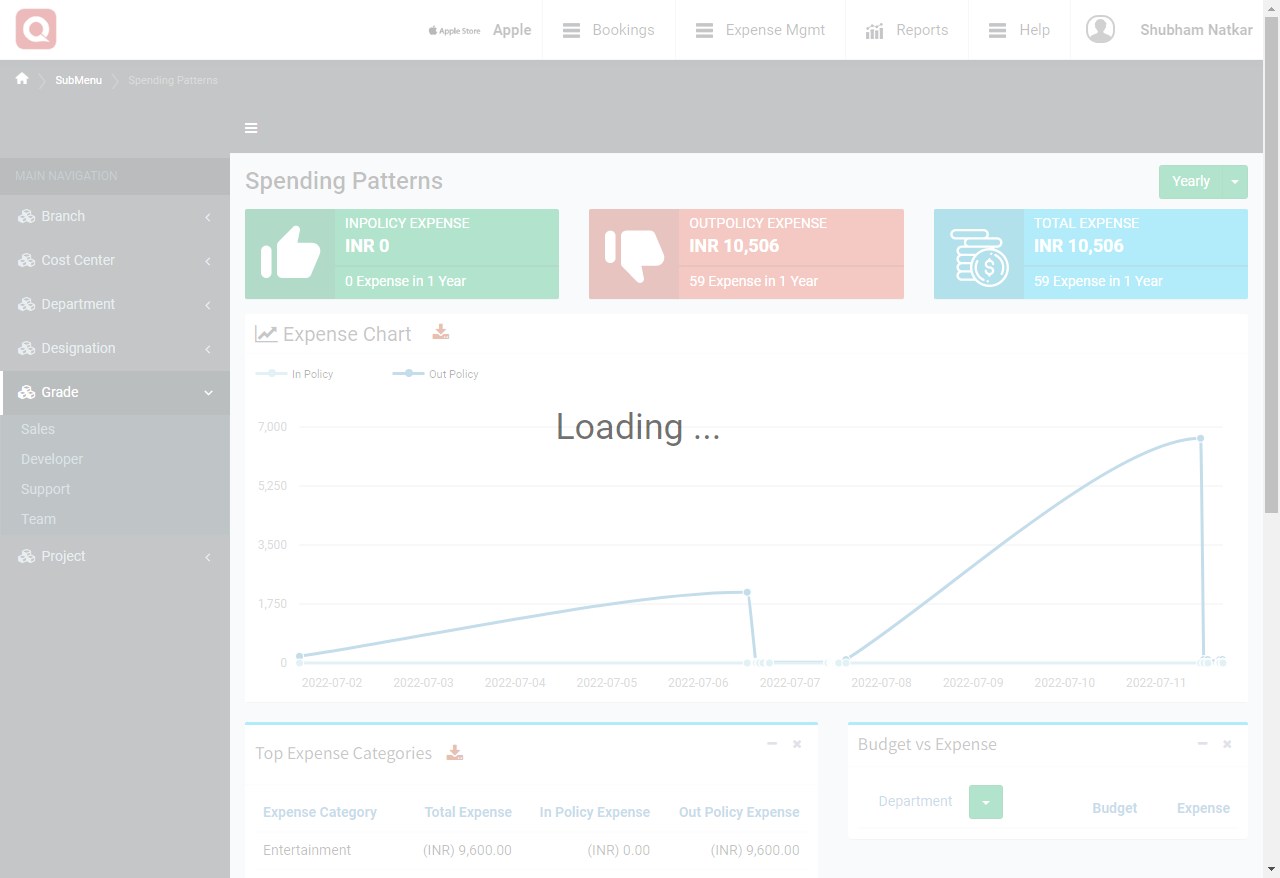 Apple Store Apple Bookings Expense Mgmt Reports Help Shubham Natkar
SubMenu Spending Patterns
MAIN NAVIGATION
Branch
Cost Center
Department
Designation
Grade
Sales
Developer
Support
Team
Project
Spending Patterns
Yearly
INPOLICY EXPENSE
INR 0
0 Expense in 1 Year
OUTPOLICY EXPENSE
INR 10,506
59 Expense in 1 Year
TOTAL EXPENSE
INR 10,506
59 Expense in 1 Year
Expense Chart
In Policy Out Policy
Loading ...
7,000
5,250
3,500
1,750
0
2022-07-02 2022-07-03 2022-07-04 2022-07-05 2022-07-06 2022-07-07 2022-07-08 2022-07-09 2022-07-10 2022-07-11
Top Expense Categories
Expense Category Total Expense In Policy Expense Out Policy Expense
Entertainment (INR) 9,600.00 (INR) 0.00 (INR) 9,600.00
Budget vs Expense
Department Budget Expense